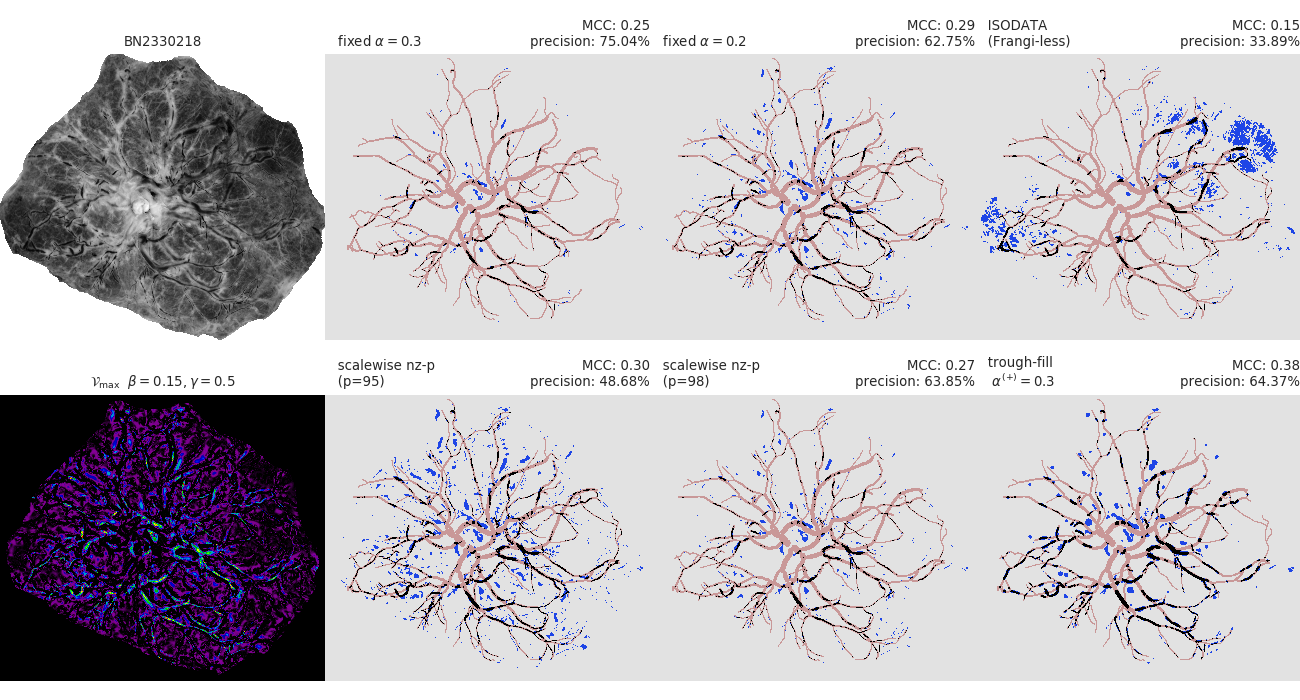 BN2330218
fixed α = 0.3
MCC: 0.25
precision: 75.04%
fixed α = 0.2
MCC: 0.29
precision: 62.75%
ISODATA
(Frangi-less)
MCC: 0.15
precision: 33.89%
𝒱max β = 0.15, γ = 0.5
scalewise nz-p
(p=95)
MCC: 0.30
precision: 48.68%
scalewise nz-p
(p=98)
MCC: 0.27
precision: 63.85%
trough-fill
α(+) = 0.3
MCC: 0.38
precision: 64.37%